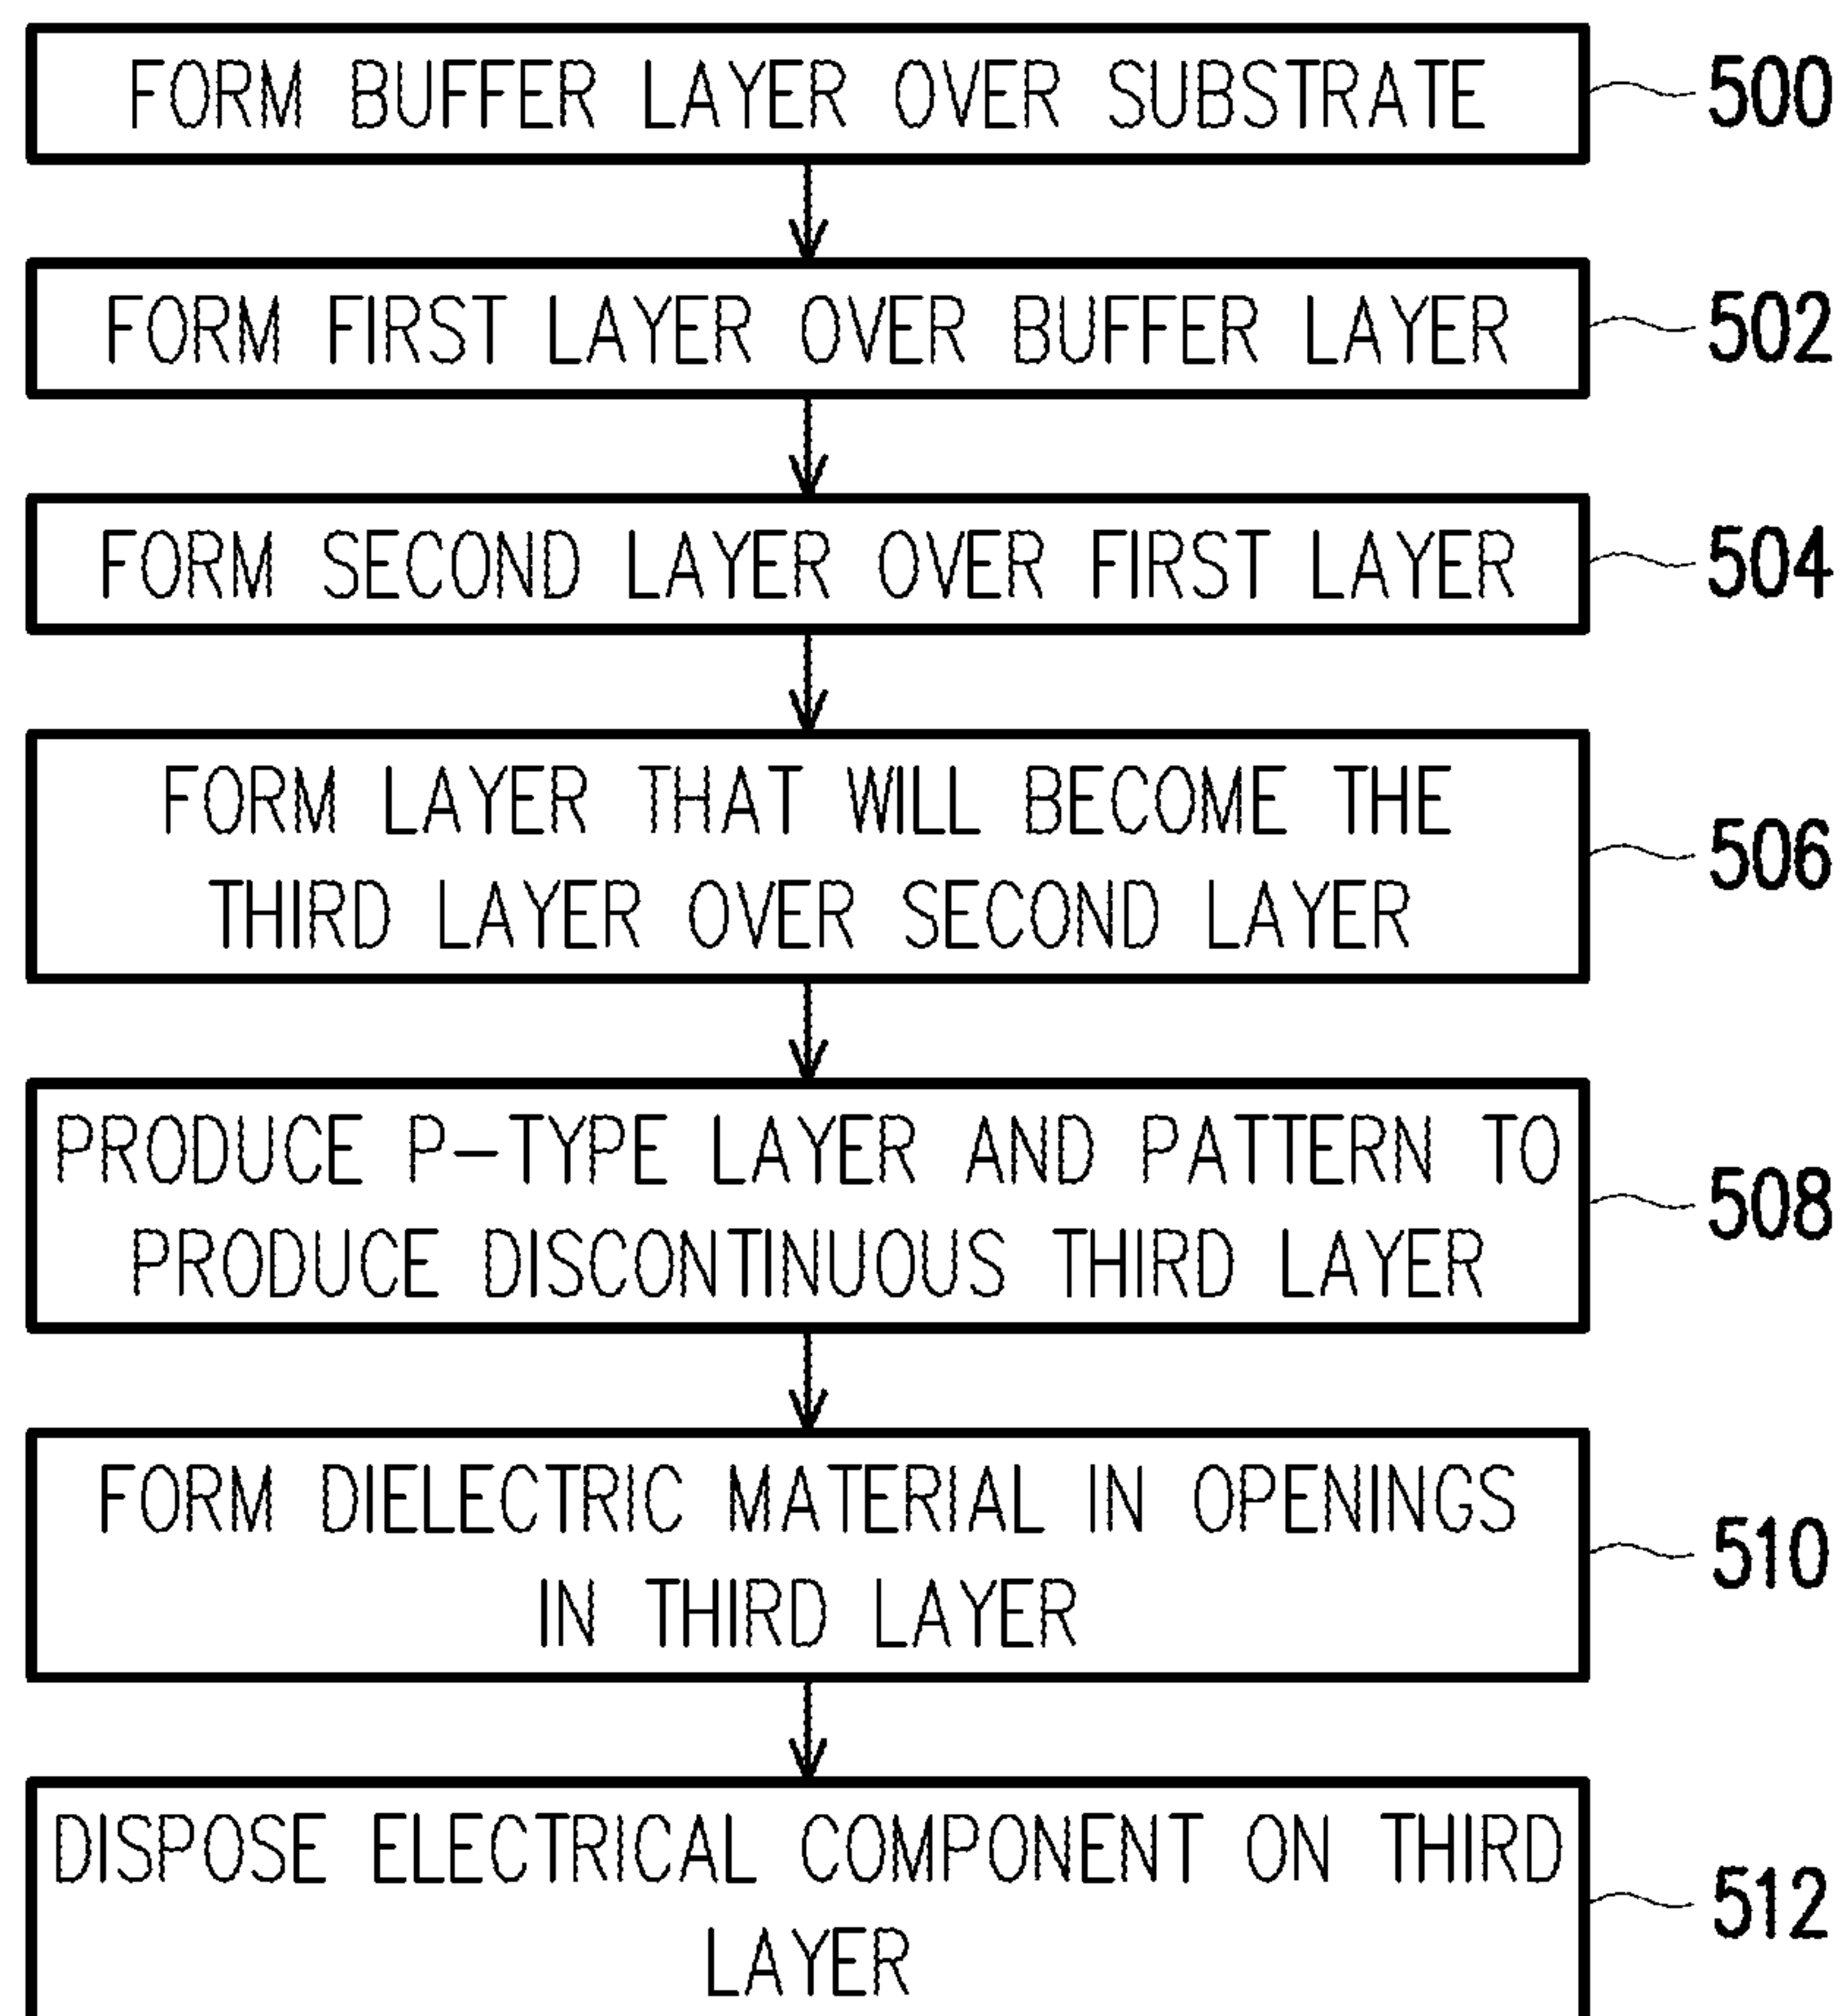 FORM BUFFER LAYER OVER SUBSTRATE
500
FORM FIRST LAYER OVER BUFFER LAYER
502
FORM SECOND LAYER OVER FIRST LAYER
504
FORM LAYER THAT WILL BECOME THE
THIRD LAYER OVER SECOND LAYER
506
PRODUCE P-TYPE LAYER AND PATTERN TO
PRODUCE DISCONTINUOUS THIRD LAYER
508
FORM DIELECTRIC MATERIAL IN OPENINGS
IN THIRD LAYER
510
DISPOSE ELECTRICAL COMPONENT ON THIRD
LAYER
512